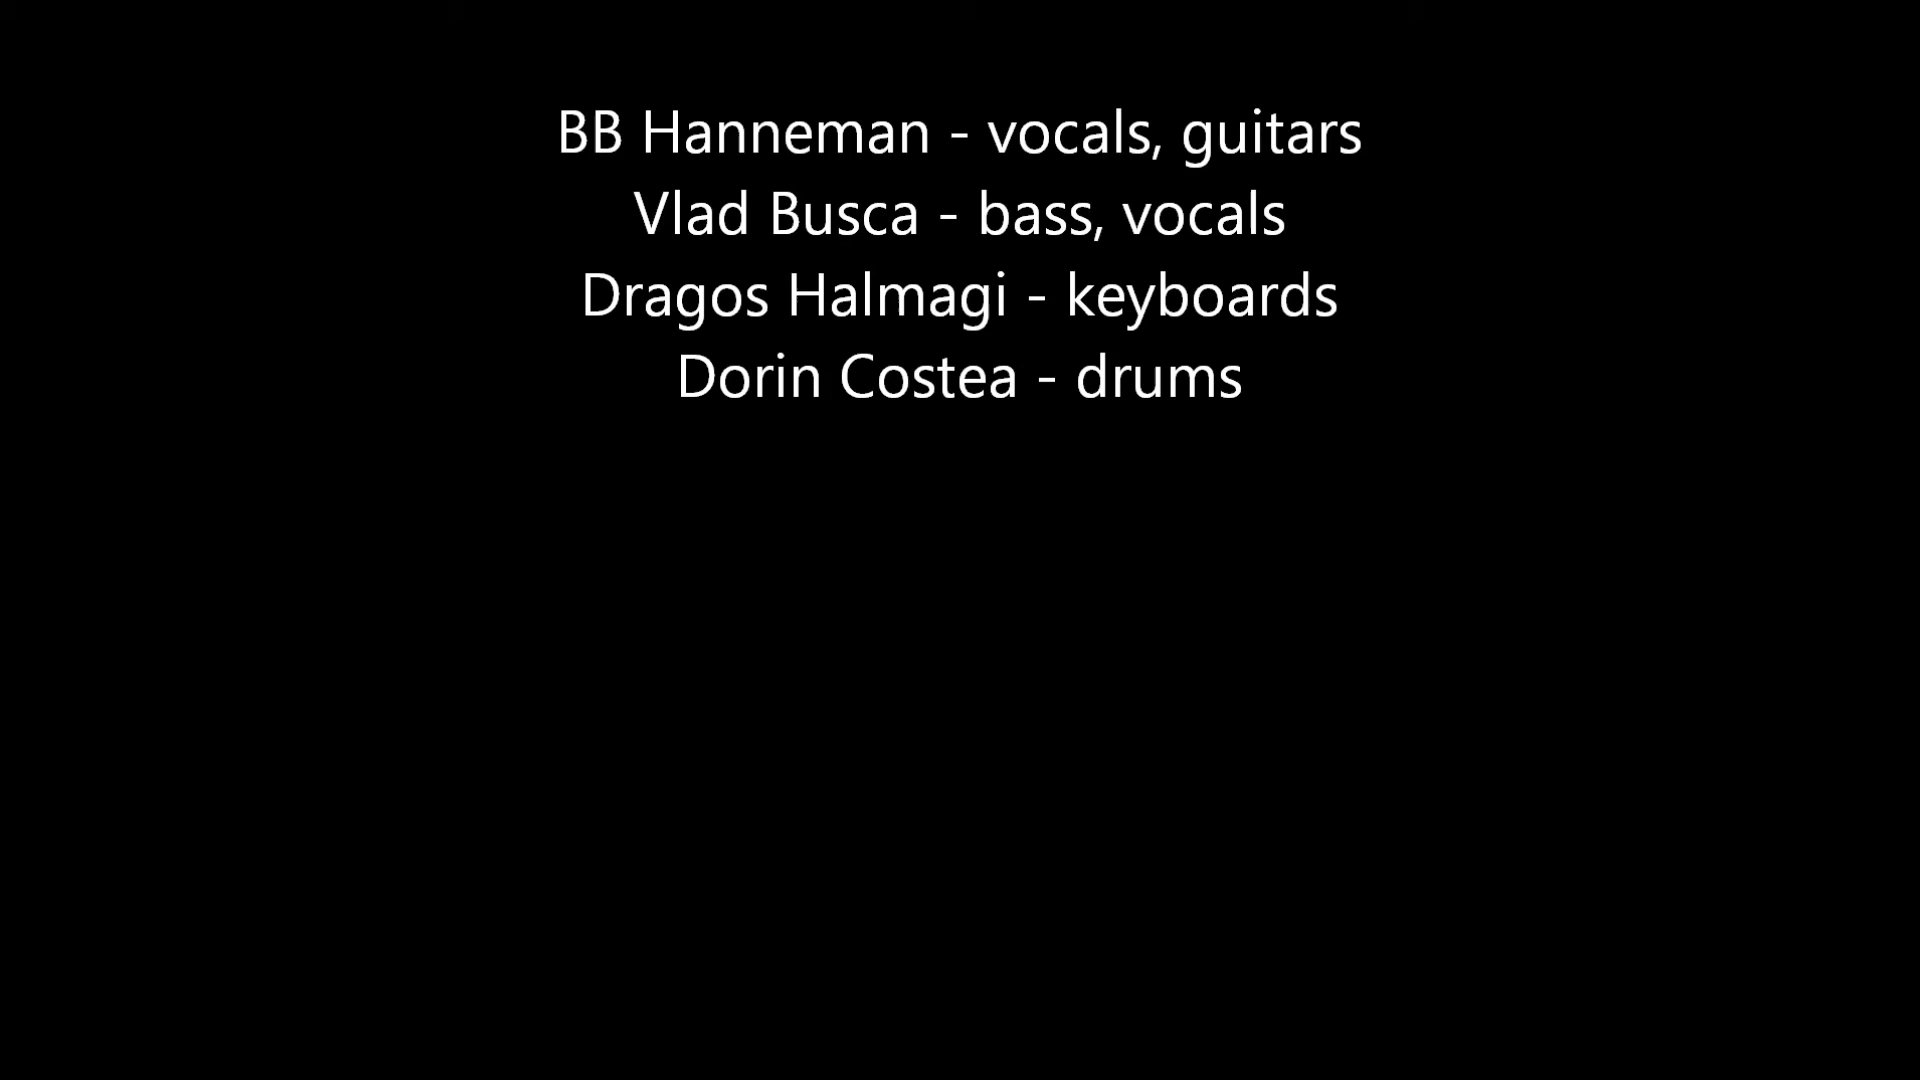 BB Hanneman - vocals, guitars
Vlad Busca - bass, vocals
Dragos Halmagi - keyboards
Dorin Costea - drums